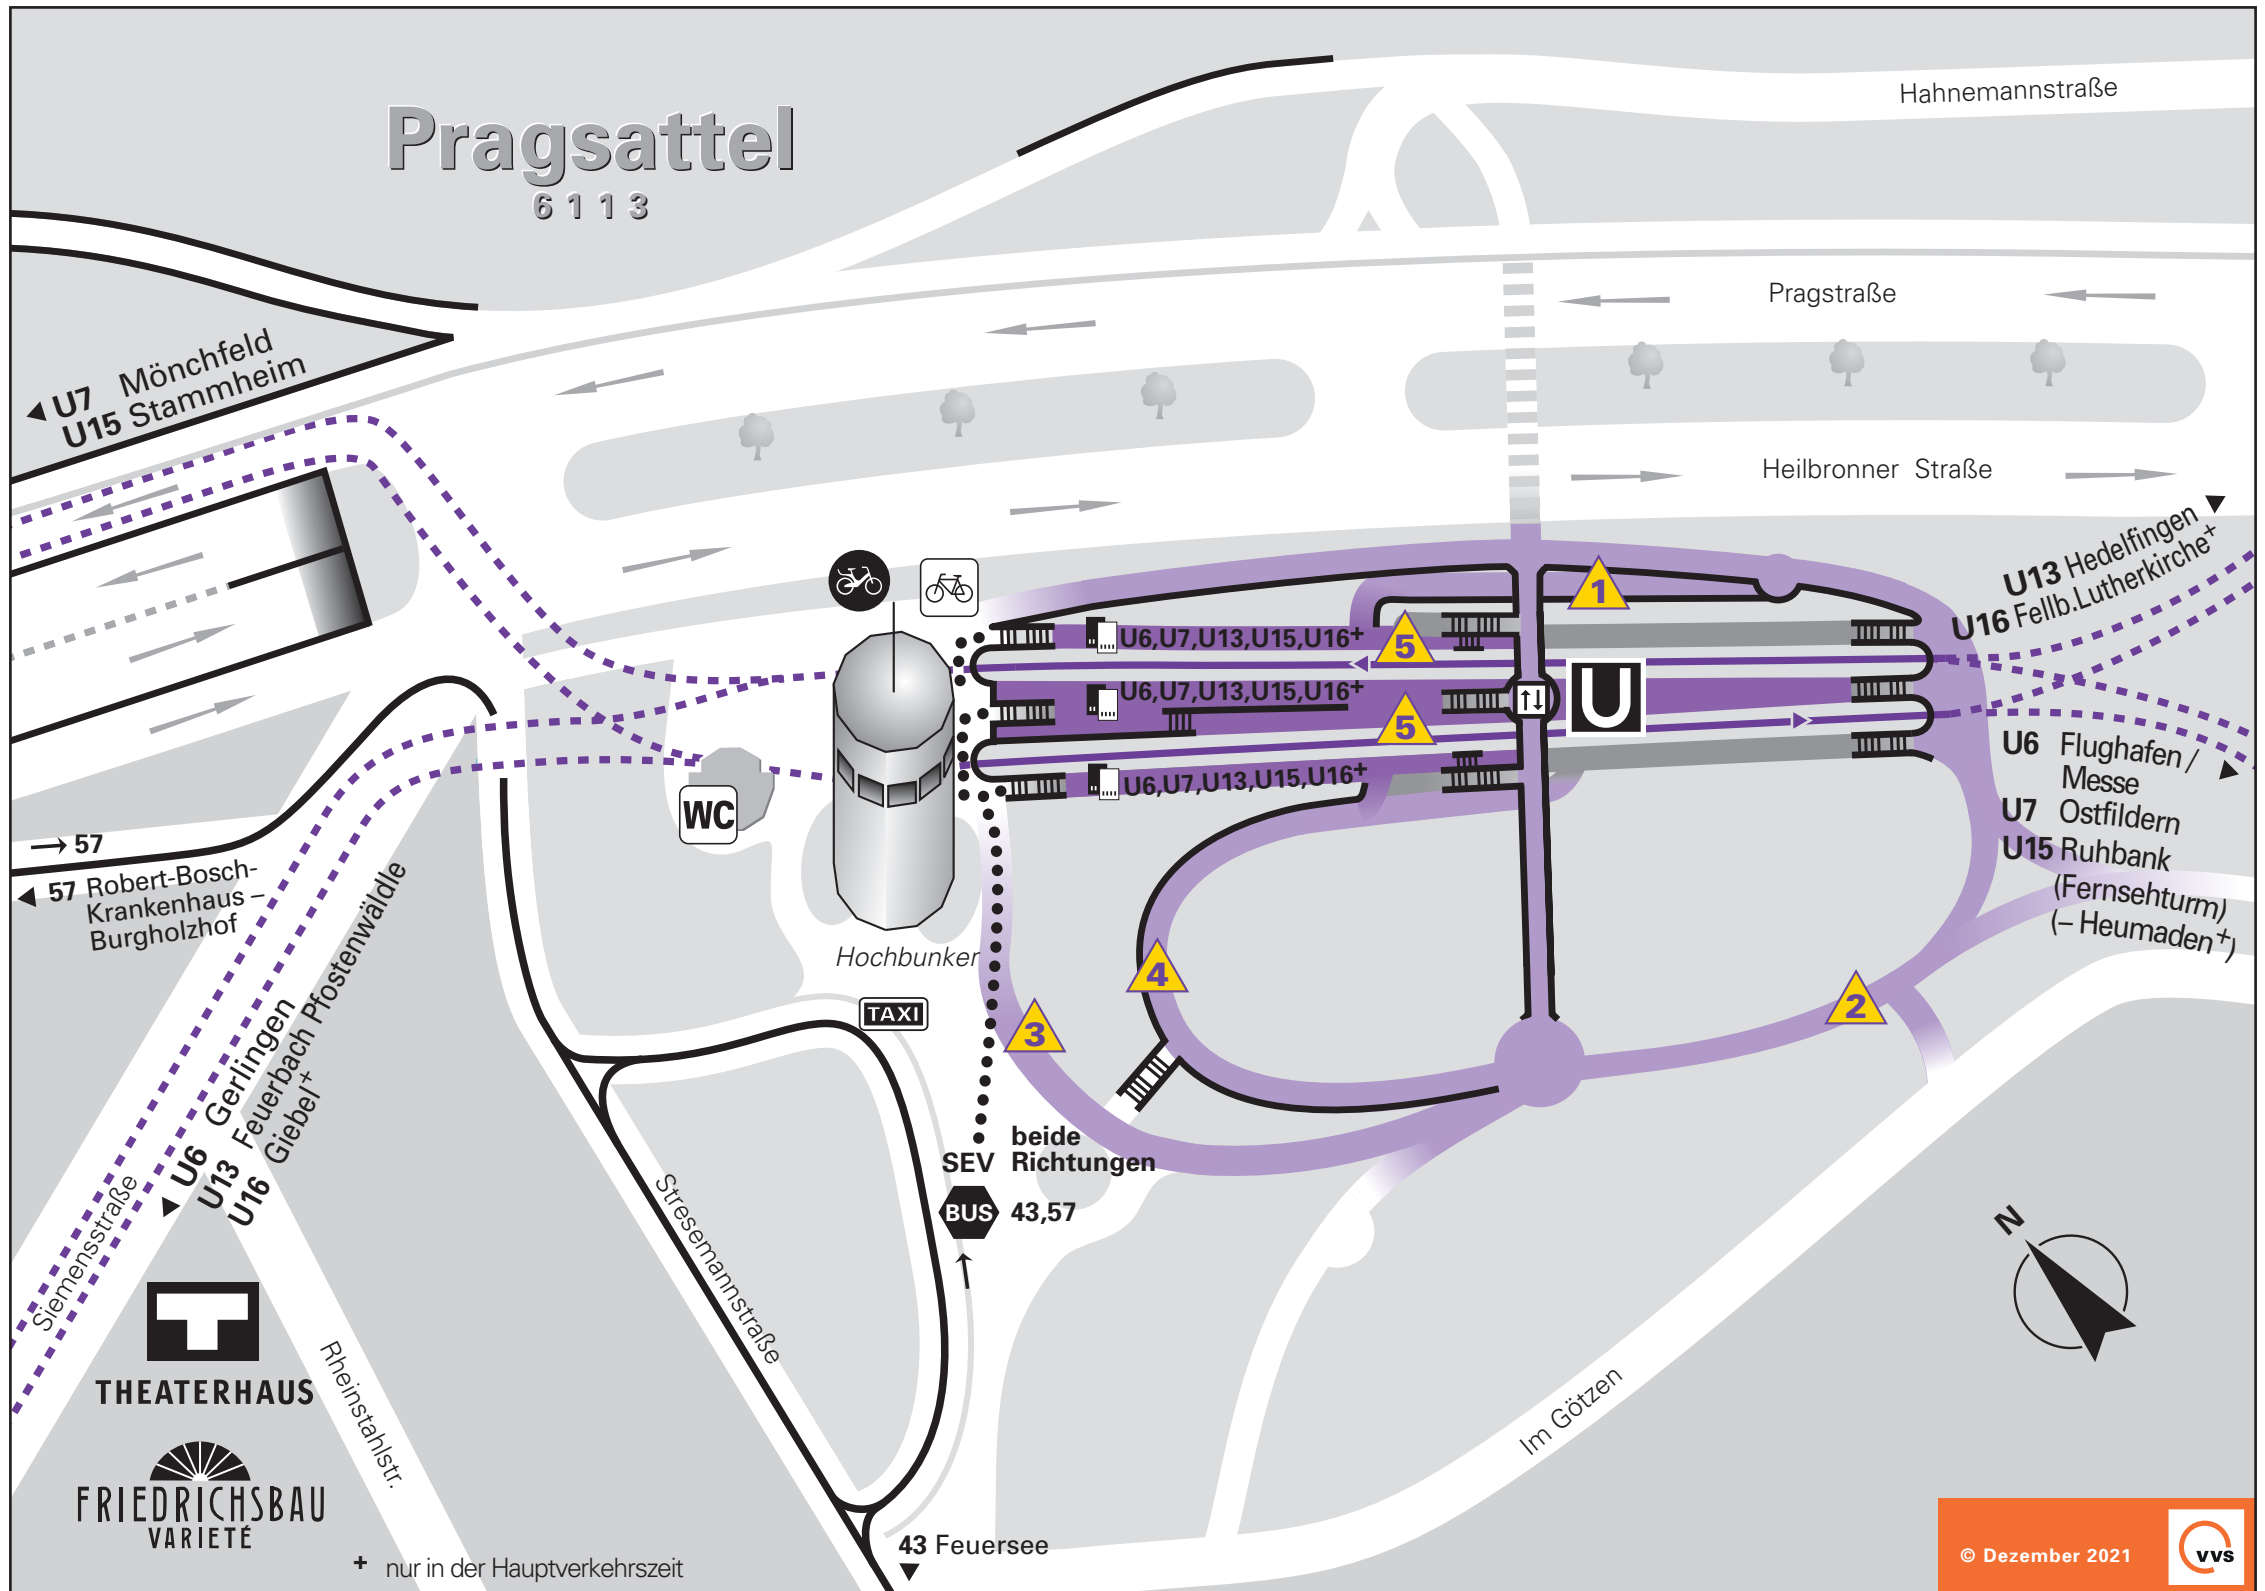 Pragsattel
6113
Hahnemannstraße
Pragstraße
Heilbronner Straße
U7 Mönchfeld
U15 Stammheim
U13 Hedelfingen
U16 Fellb.Lutherkirche+
1
U6,U7,U13,U15,U16+
5
U6,U7,U13,U15,U16+
5
U
U6,U7,U13,U15,U16+
U6 Flughafen /
Messe
U7 Ostfildern
U15 Ruhbank
(Fernsehturm)
(– Heumaden+)
WC
→ 57
57 Robert-Bosch-
Krankenhaus –
Burgholzhof
Hochbunker
TAXI
4
3
2
U6 Gerlingen
U13 Feuerbach Pfostenwäldle
U16 Giebel+
SEV beide
Richtungen
BUS 43,57
Siemensstraße
Stresemannstraße
Rheinstahlstr.
Im Götzen
N
THEATERHAUS
FRIEDRICHSBAU
VARIETÉ
+ nur in der Hauptverkehrszeit
43 Feuersee
© Dezember 2021
vvs